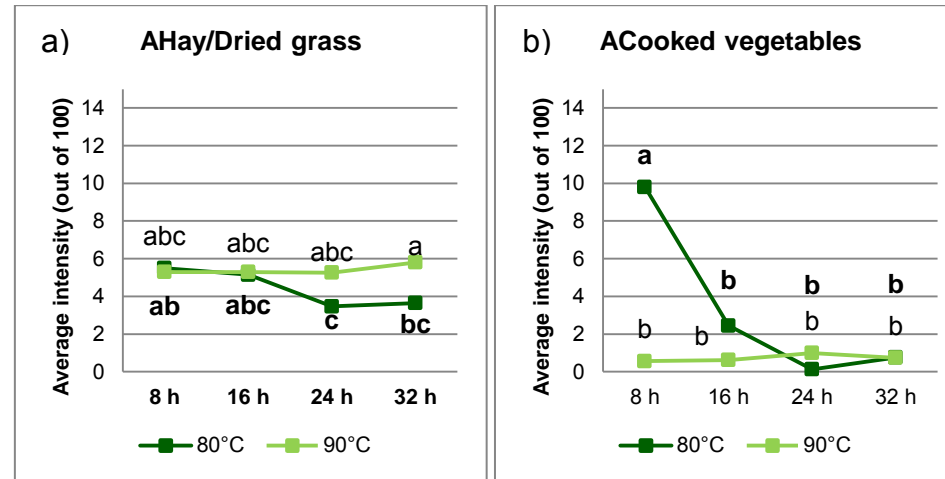 a) AHay/Dried grass
Average intensity (out of 100)
14
12
10
8
6
4
2
0
abc abc abc a
ab abc c bc
8 h 16 h 24 h 32 h
80°C 90°C
b) ACooked vegetables
Average intensity (out of 100)
14
12
10
8
6
4
2
0
a
b b b
b b b b
8 h 16 h 24 h 32 h
80°C 90°C